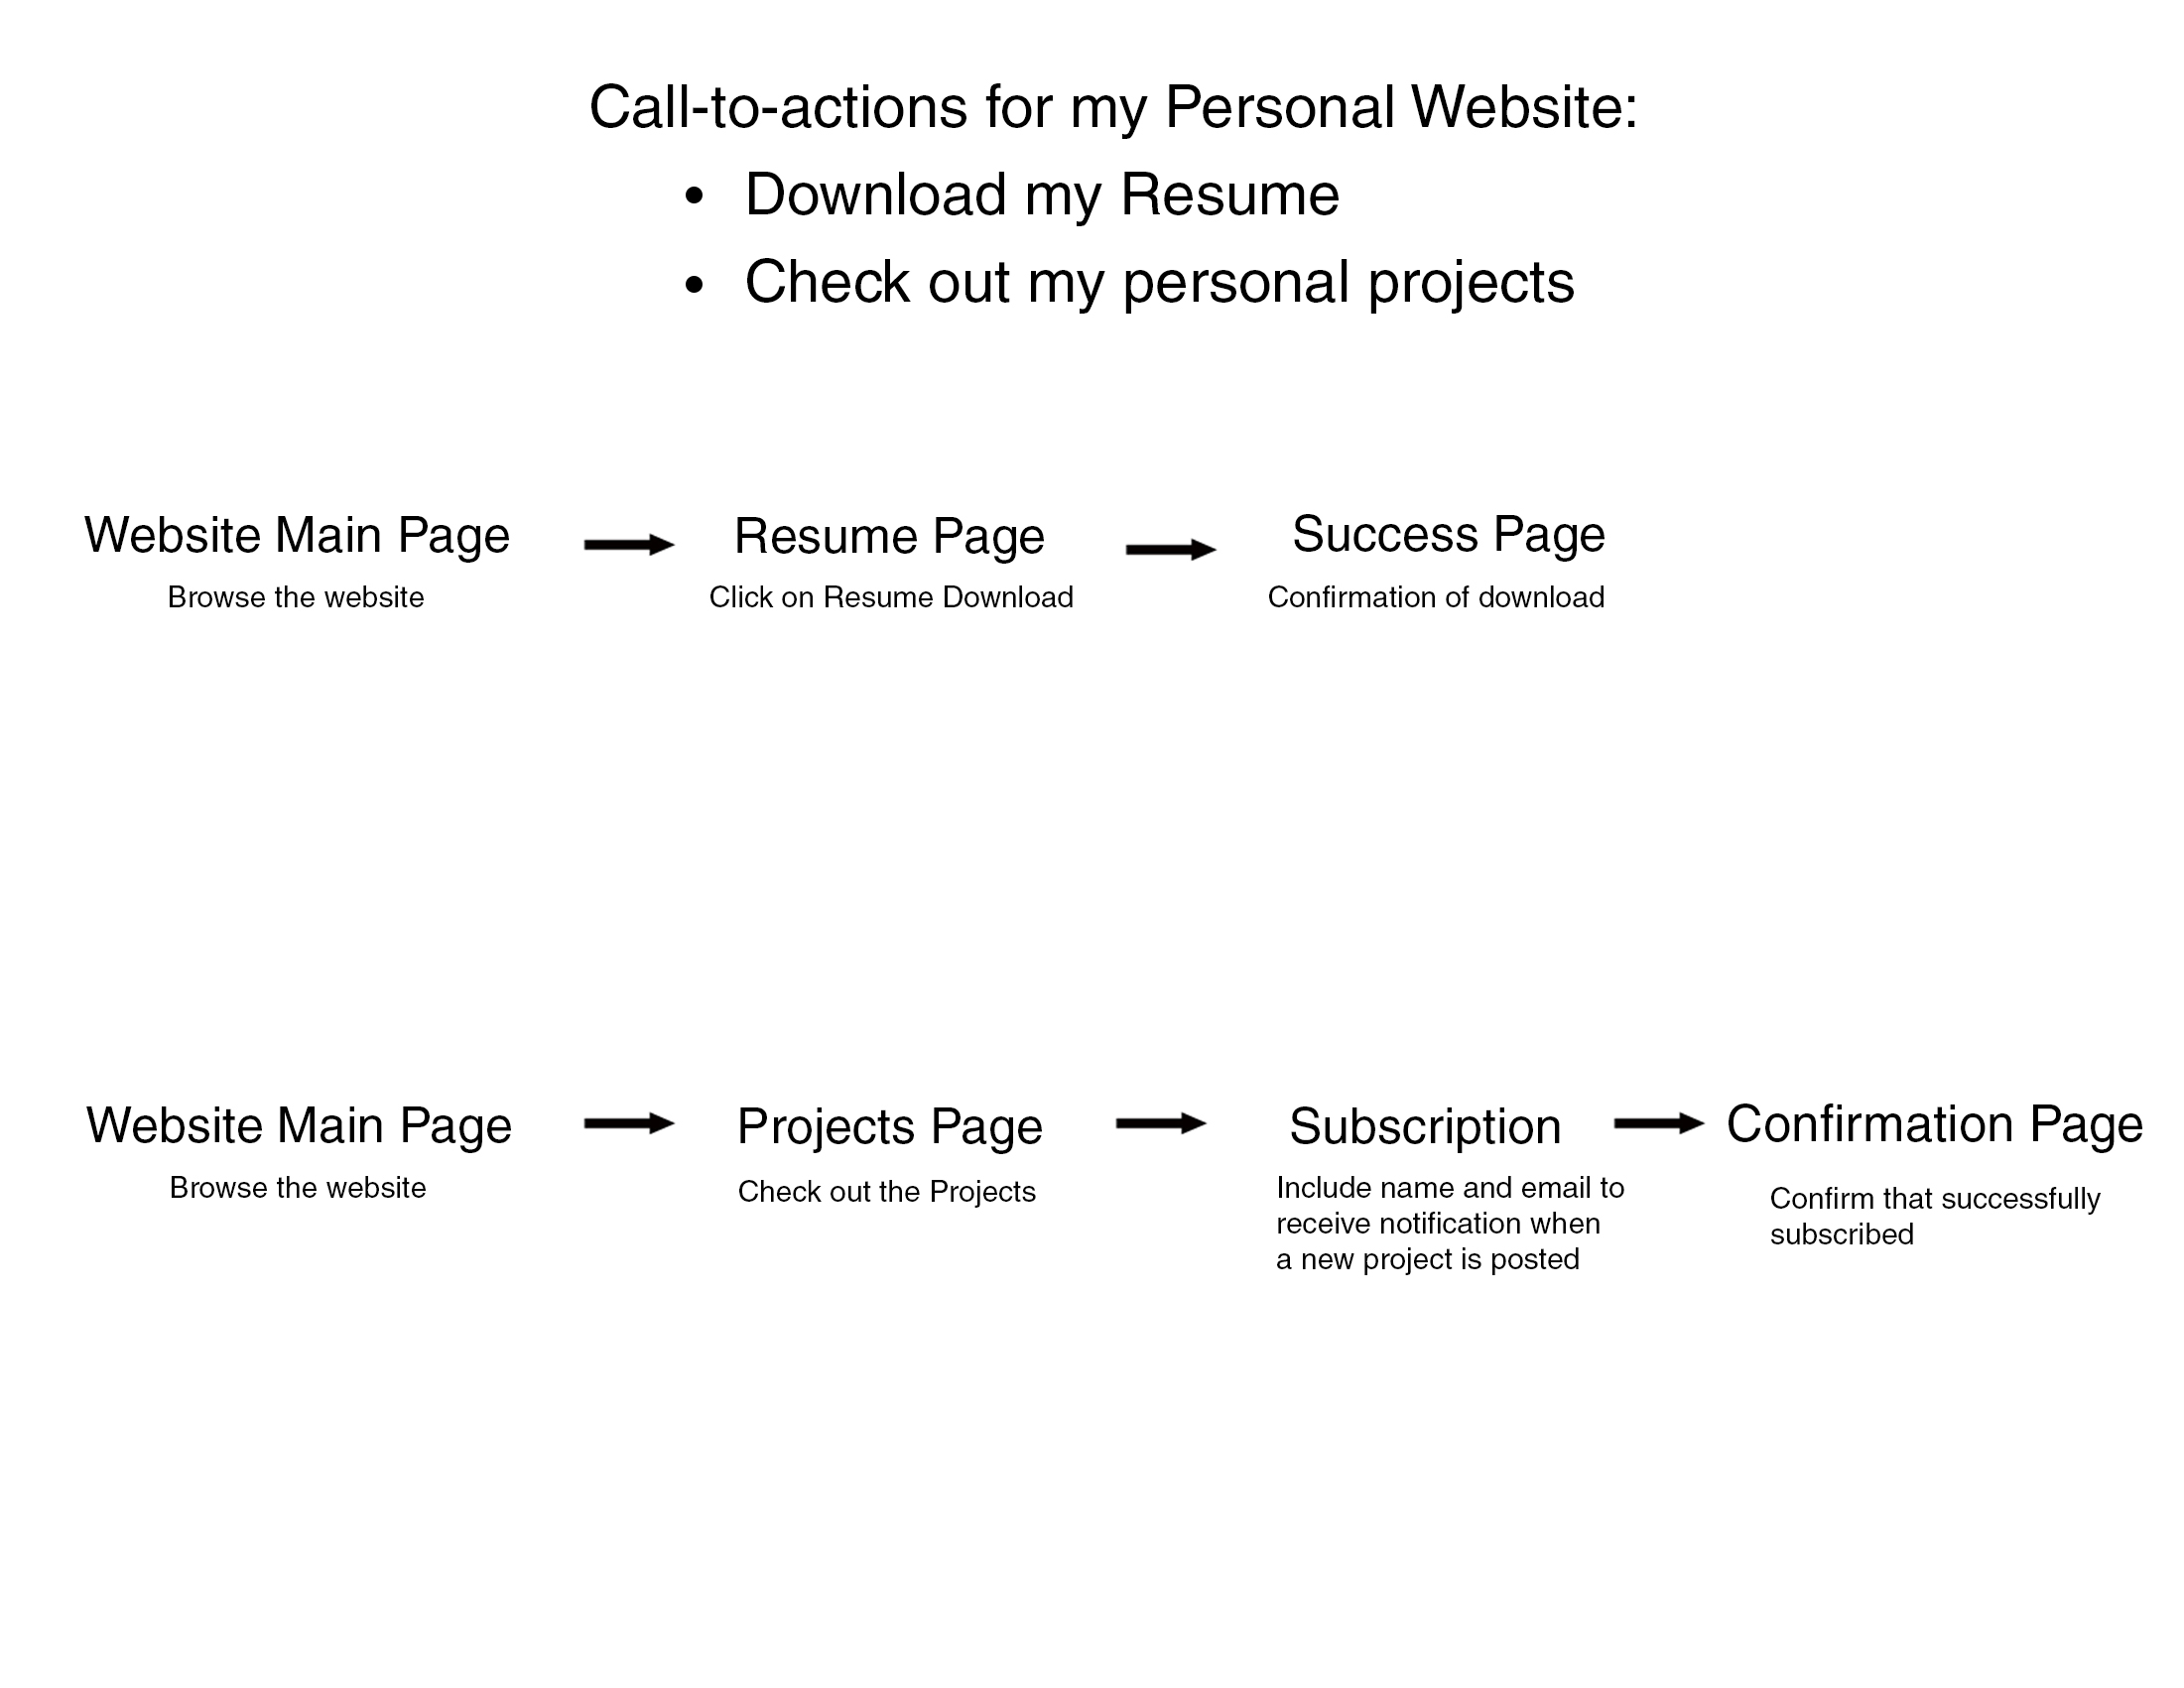 Call-to-actions for my Personal Website:
• Download my Resume
• Check out my personal projects
Website Main Page
Browse the website
Resume Page
Click on Resume Download
Success Page
Confirmation of download
Website Main Page
Browse the website
Projects Page
Check out the Projects
Subscription
Include name and email to
receive notification when
a new project is posted
Confirmation Page
Confirm that successfully
subscribed